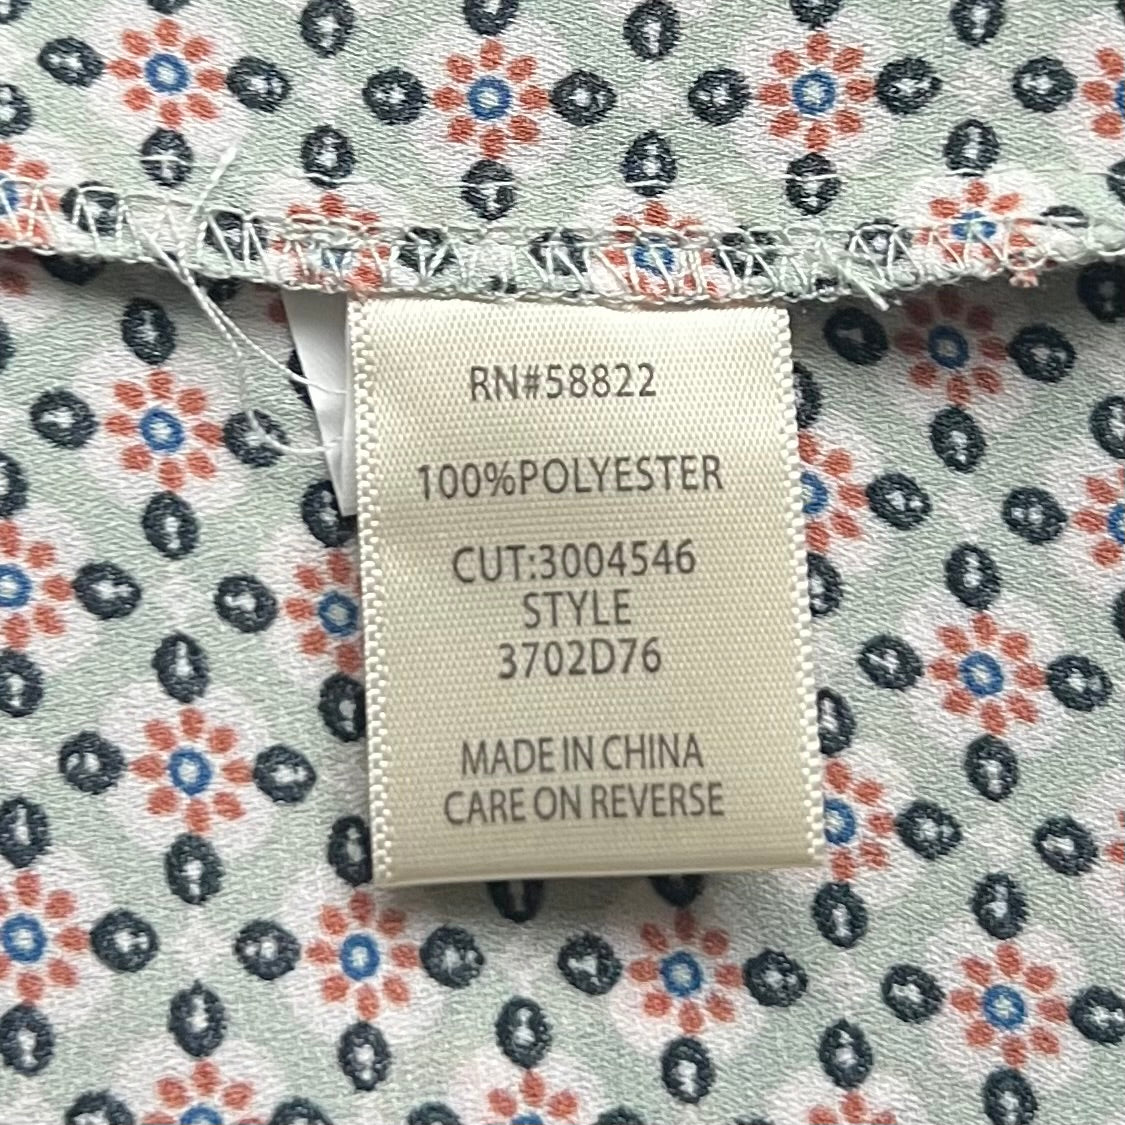 RN#58822
100%POLYESTER
CUT:3004546
STYLE
3702D76
MADE IN CHINA
CARE ON REVERSE